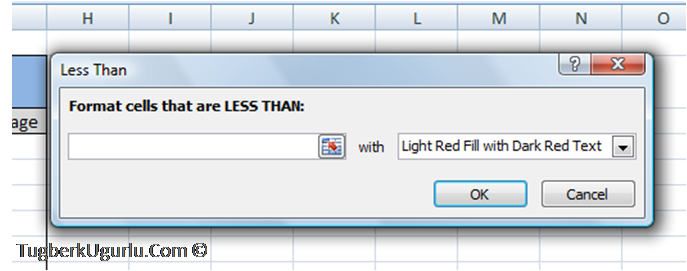 H I J K L M N O
Less Than ?
Format cells that are LESS THAN:
age
with Light Red Fill with Dark Red Text
OK Cancel
TugberkUgurlu.Com ©